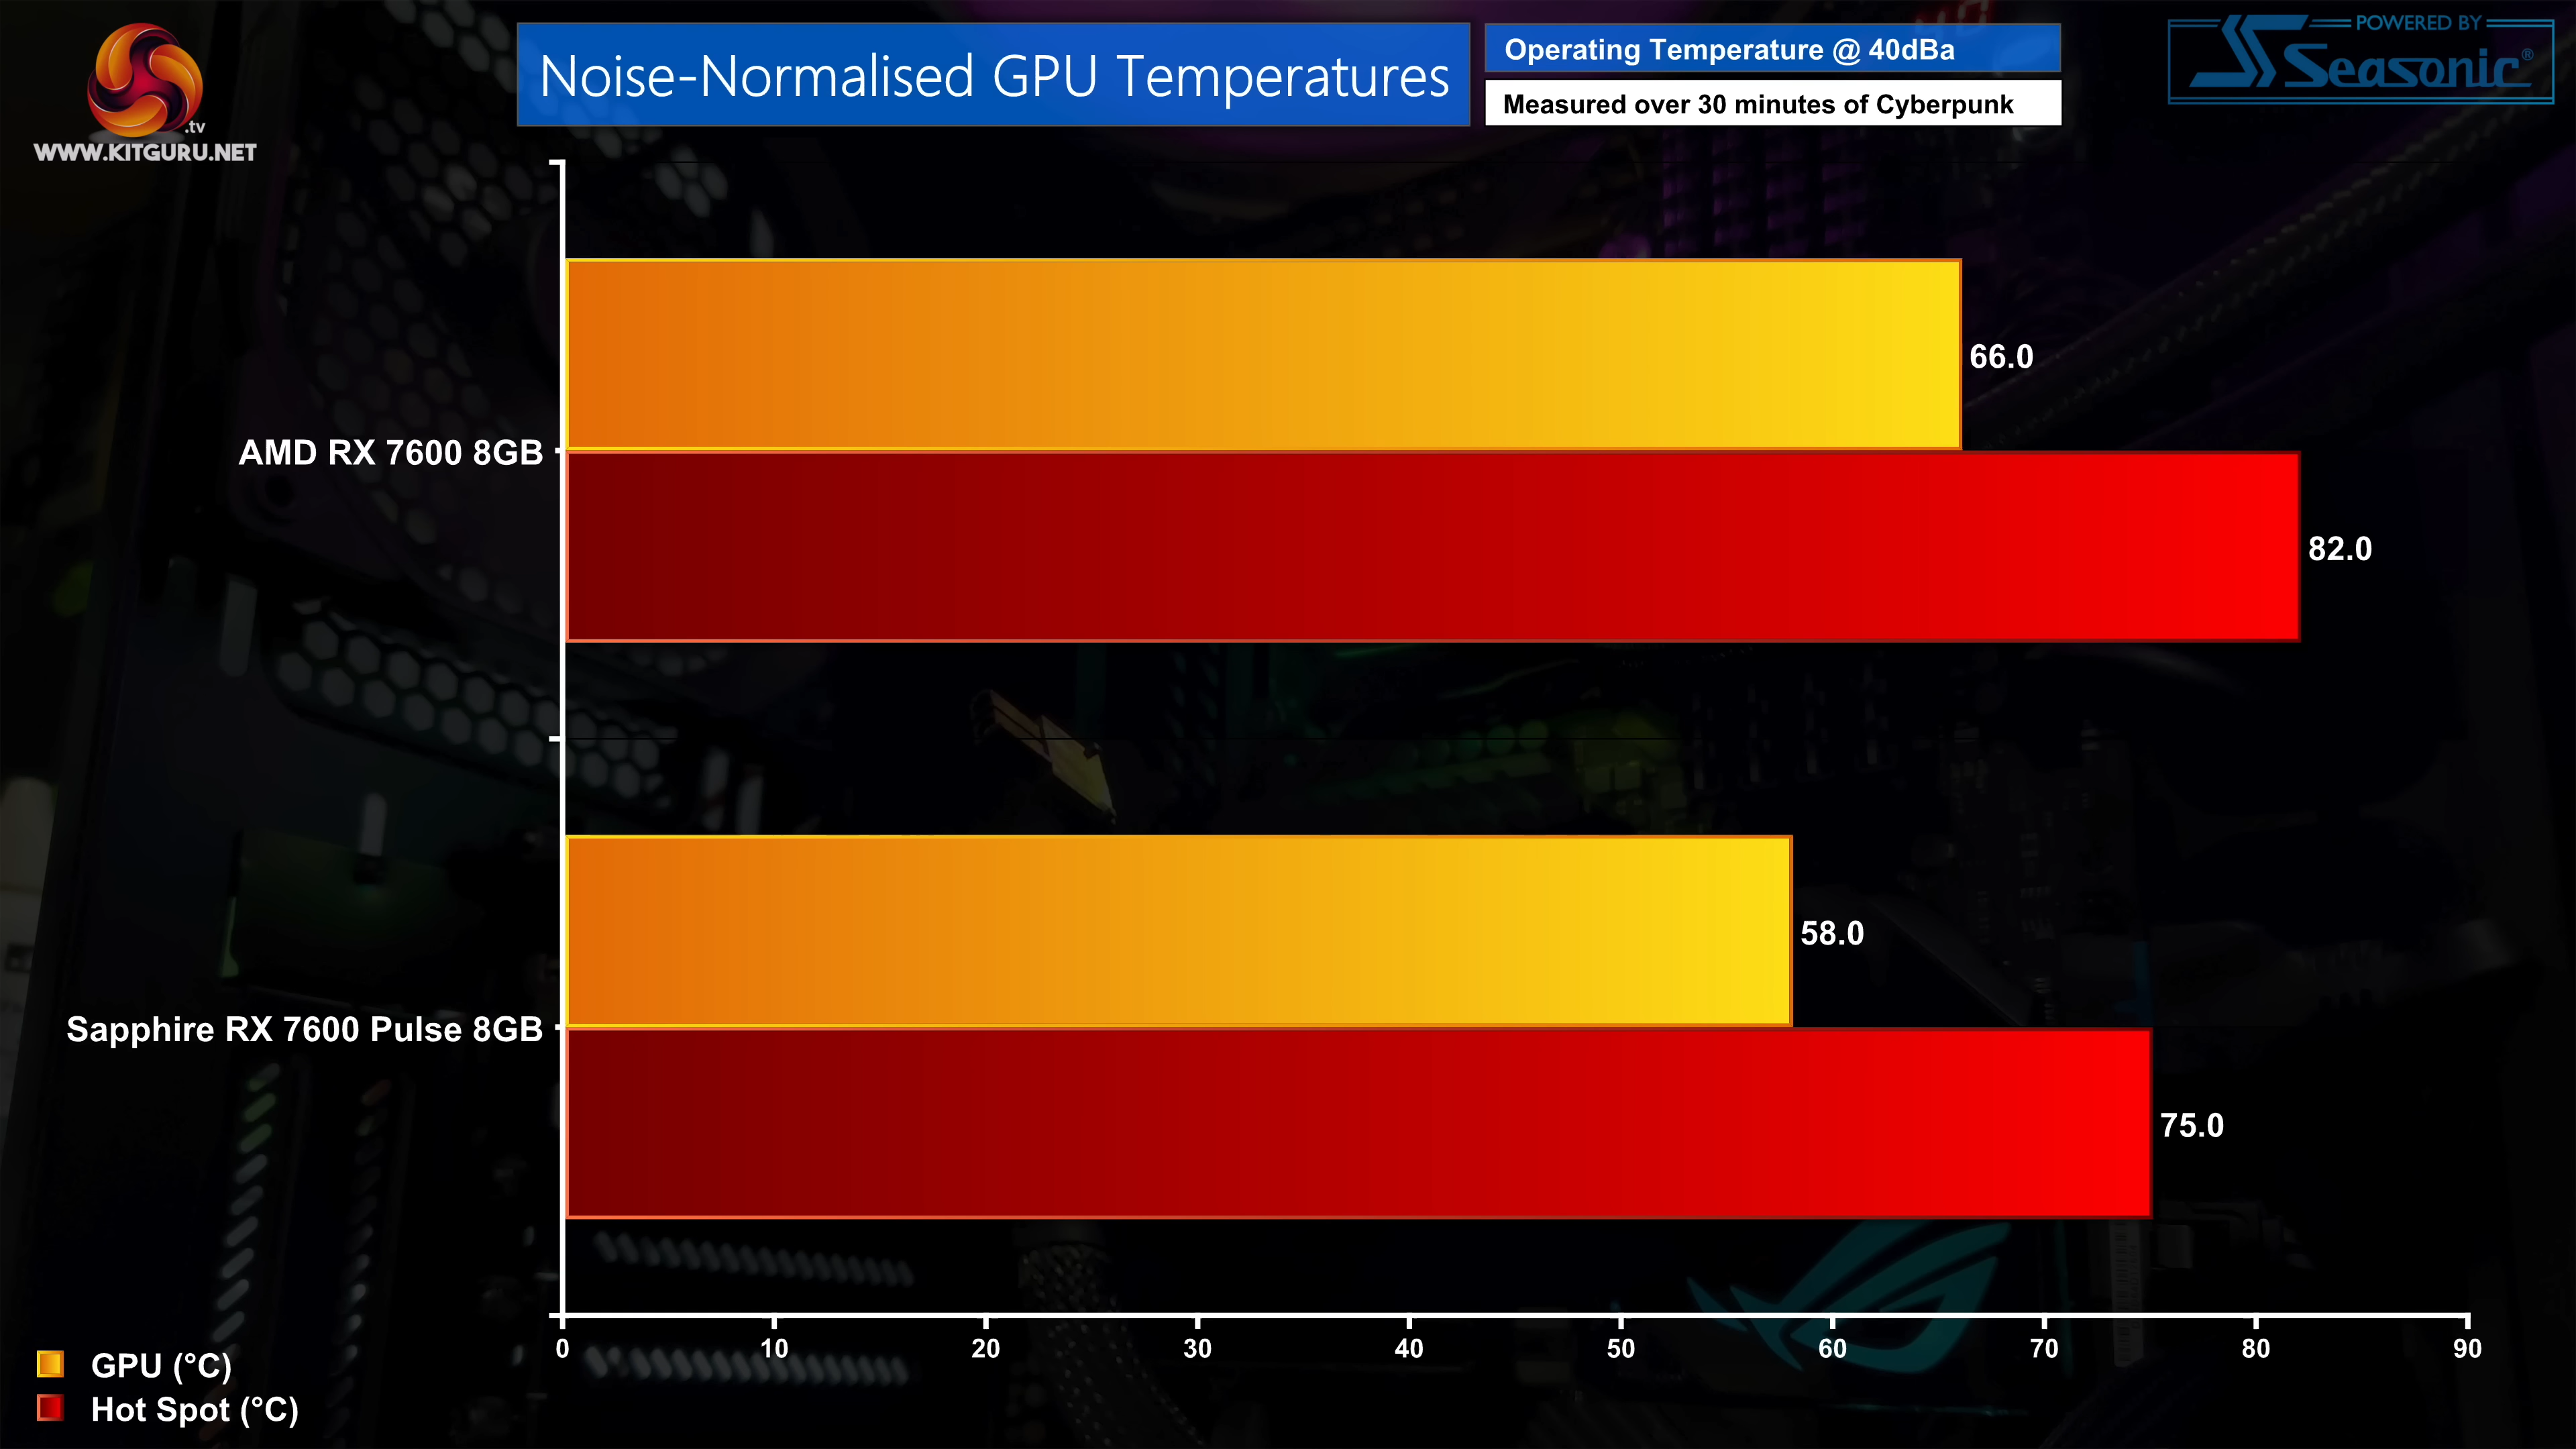 .tv
WWW.KITGURU.NET
Noise-Normalised GPU Temperatures
Operating Temperature @ 40dBa
Measured over 30 minutes of Cyberpunk
POWERED BY
Seasonic®
66.0
AMD RX 7600 8GB
82.0
58.0
Sapphire RX 7600 Pulse 8GB
75.0
0 10 20 30 40 50 60 70 80 90
GPU (°C)
Hot Spot (°C)